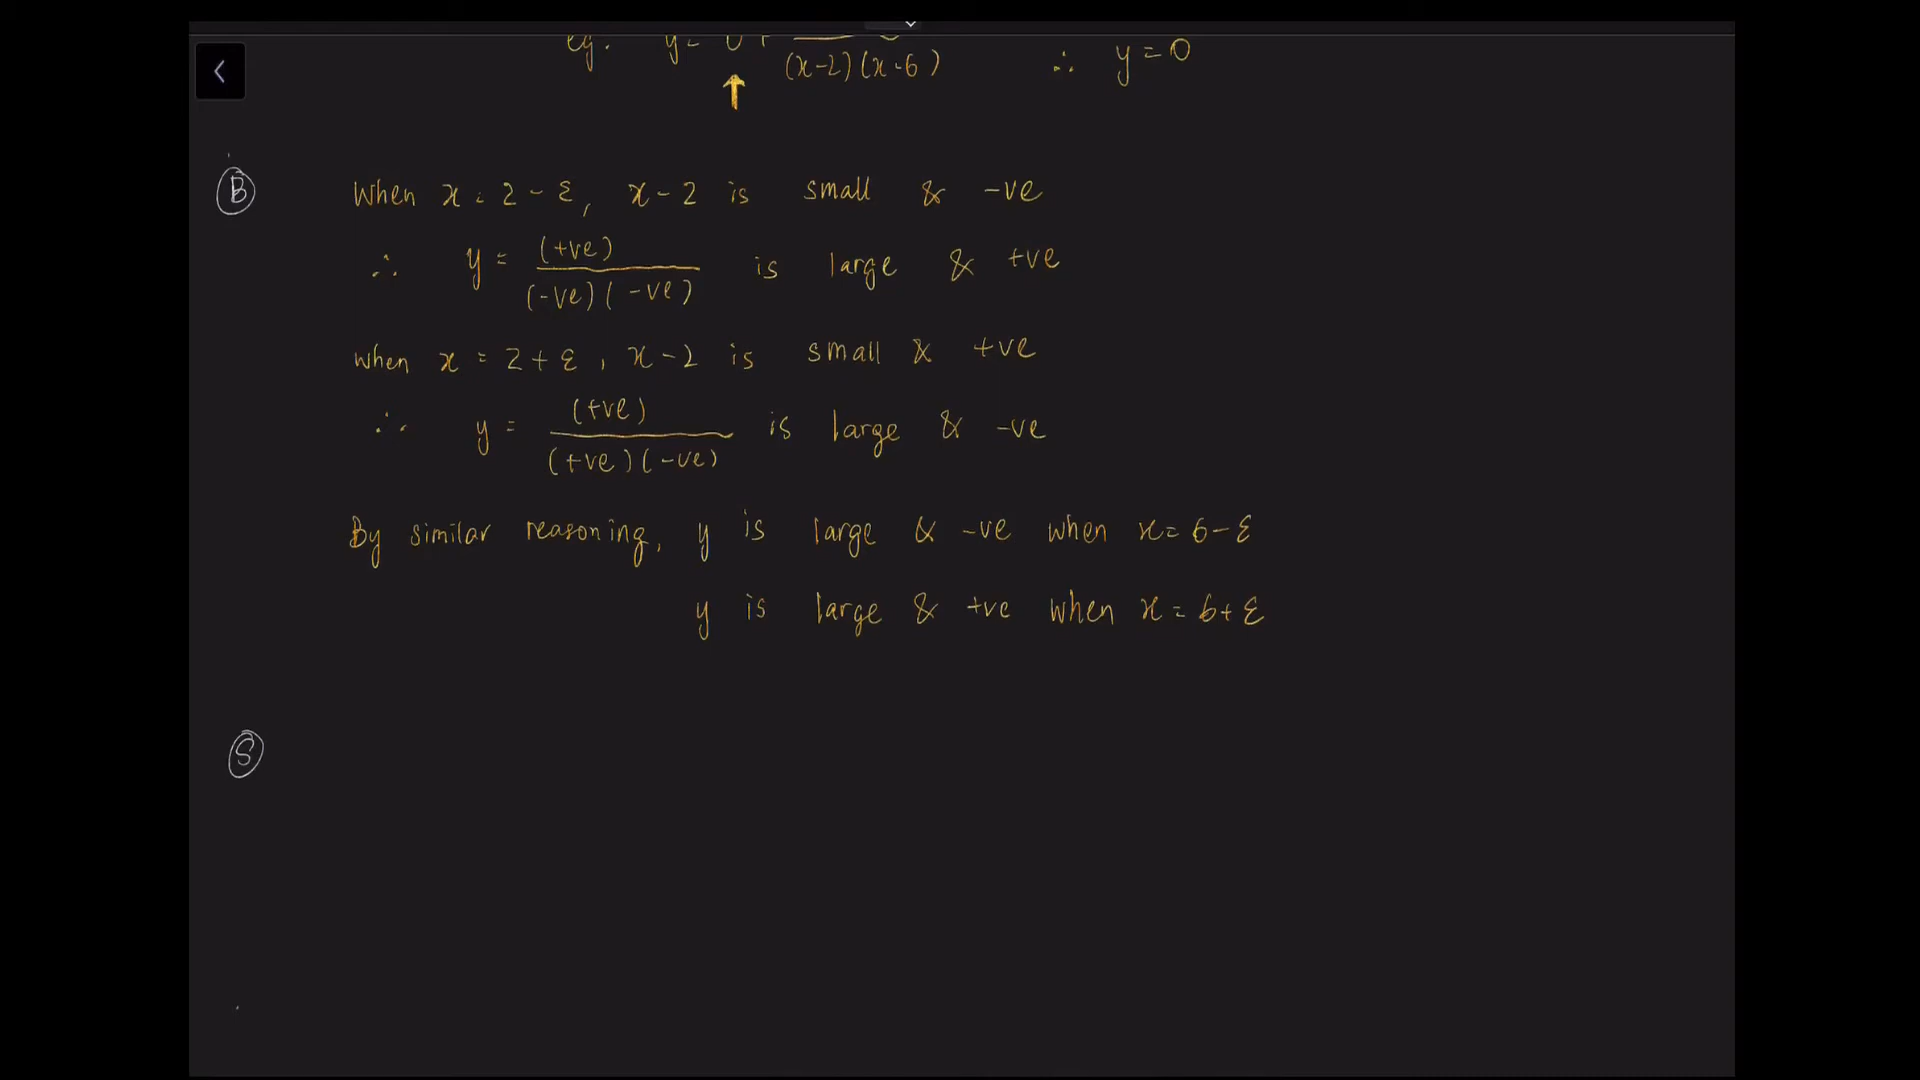 eg. y = 0 + (x-2)(x-6) ∴ y = 0
↑
Ⓑ When x = 2 - ε, x - 2 is small & -ve
∴ y = (+ve) / (-ve)(-ve) is large & +ve
when x = 2 + ε, x - 2 is small & +ve
∴ y = (+ve) / (+ve)(-ve) is large & -ve
By similar reasoning, y is large & -ve when x = 6 - ε
y is large & +ve when x = 6 + ε
Ⓢ